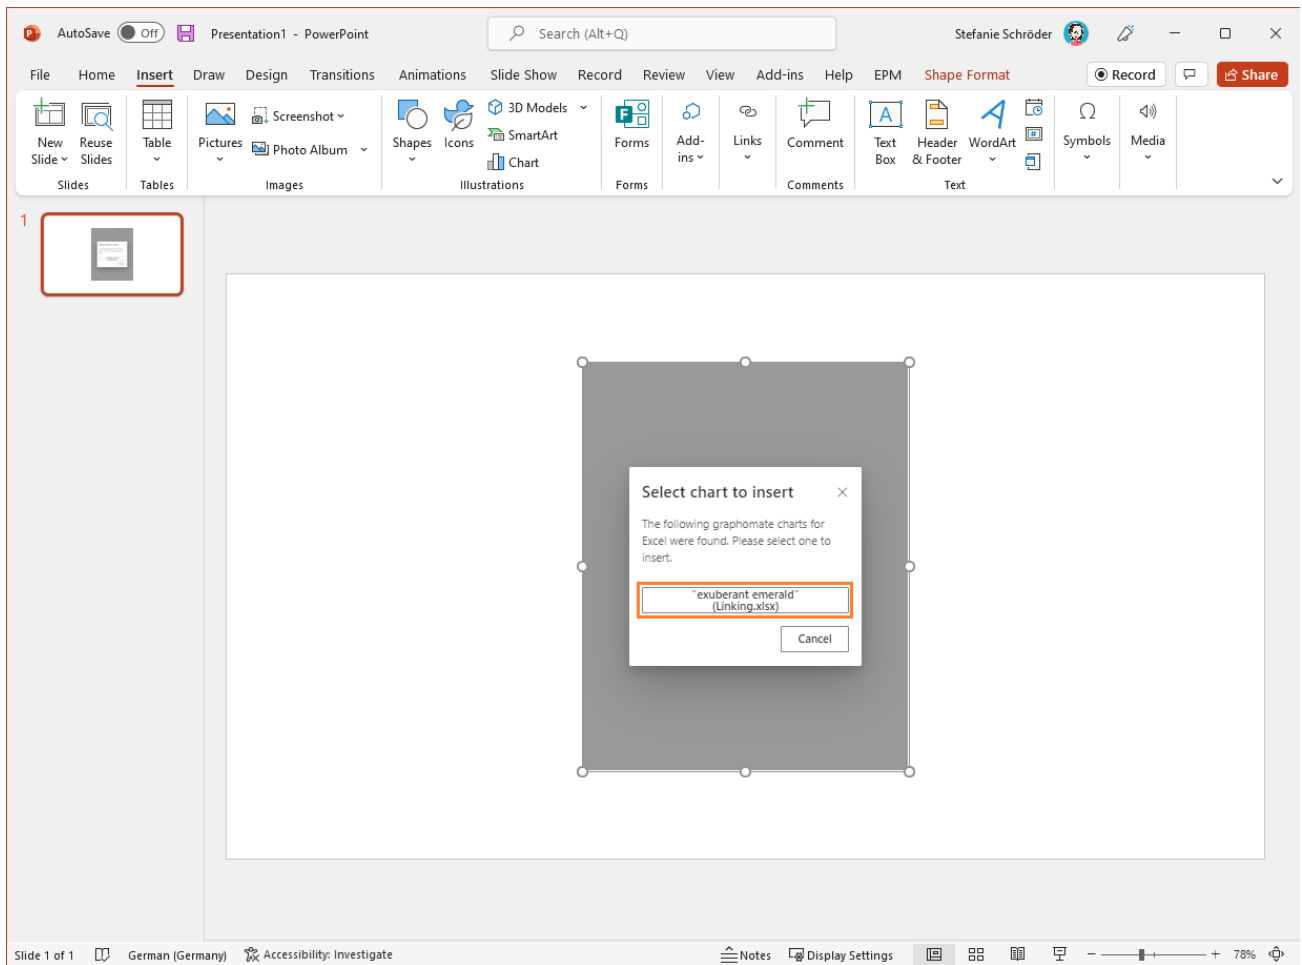 AutoSave Off Presentation1 - PowerPoint Search (Alt+Q) Stefanie Schröder
File Home Insert Draw Design Transitions Animations Slide Show Record Review View Add-ins Help EPM Shape Format Record Share
New Slide
Reuse Slides
Table
Pictures
Screenshot
Photo Album
Shapes
Icons
3D Models
SmartArt
Chart
Forms
Add-ins
Links
Comment
Text Box
Header & Footer
WordArt
Symbols
Media
Slides Tables Images Illustrations Forms Comments Text
1
Select chart to insert
The following graphomate charts for
Excel were found. Please select one to
insert.
"exuberant emerald"
(Linking.xlsx)
Cancel
Slide 1 of 1 German (Germany) Accessibility: Investigate Notes Display Settings 78%